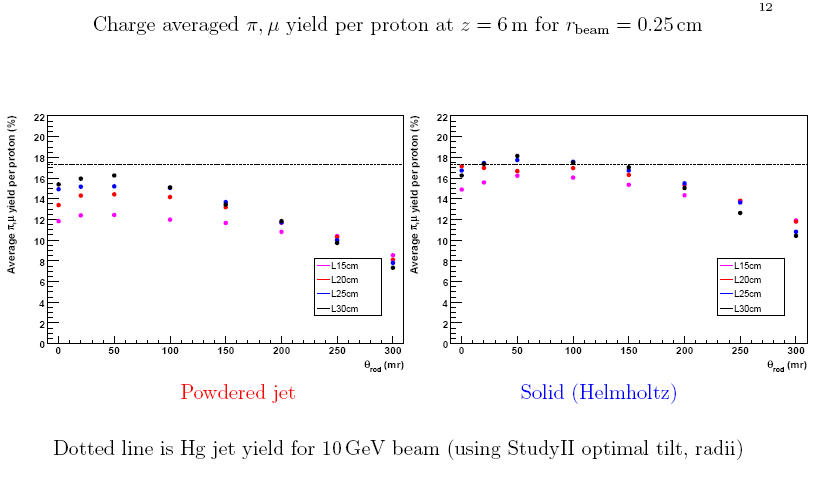 12
Charge averaged π, μ yield per proton at z = 6 m for r_beam = 0.25 cm
Average π,μ yield per proton (%)
22
20
18
16
14
12
10
8
6
4
2
0
L15cm
L20cm
L25cm
L30cm
0 50 100 150 200 250 300
θ_rod (mr)
Powdered jet
Average π,μ yield per proton (%)
22
20
18
16
14
12
10
8
6
4
2
0
L15cm
L20cm
L25cm
L30cm
0 50 100 150 200 250 300
θ_rod (mr)
Solid (Helmholtz)
Dotted line is Hg jet yield for 10 GeV beam (using StudyII optimal tilt, radii)